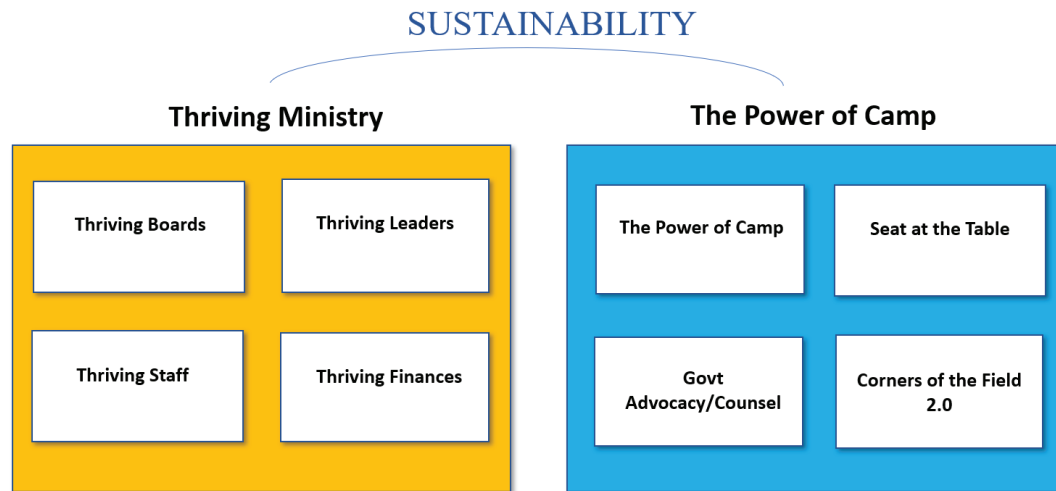 SUSTAINABILITY
Thriving Ministry
The Power of Camp
Thriving Boards
Thriving Leaders
Thriving Staff
Thriving Finances
The Power of Camp
Seat at the Table
Govt
Advocacy/Counsel
Corners of the Field
2.0